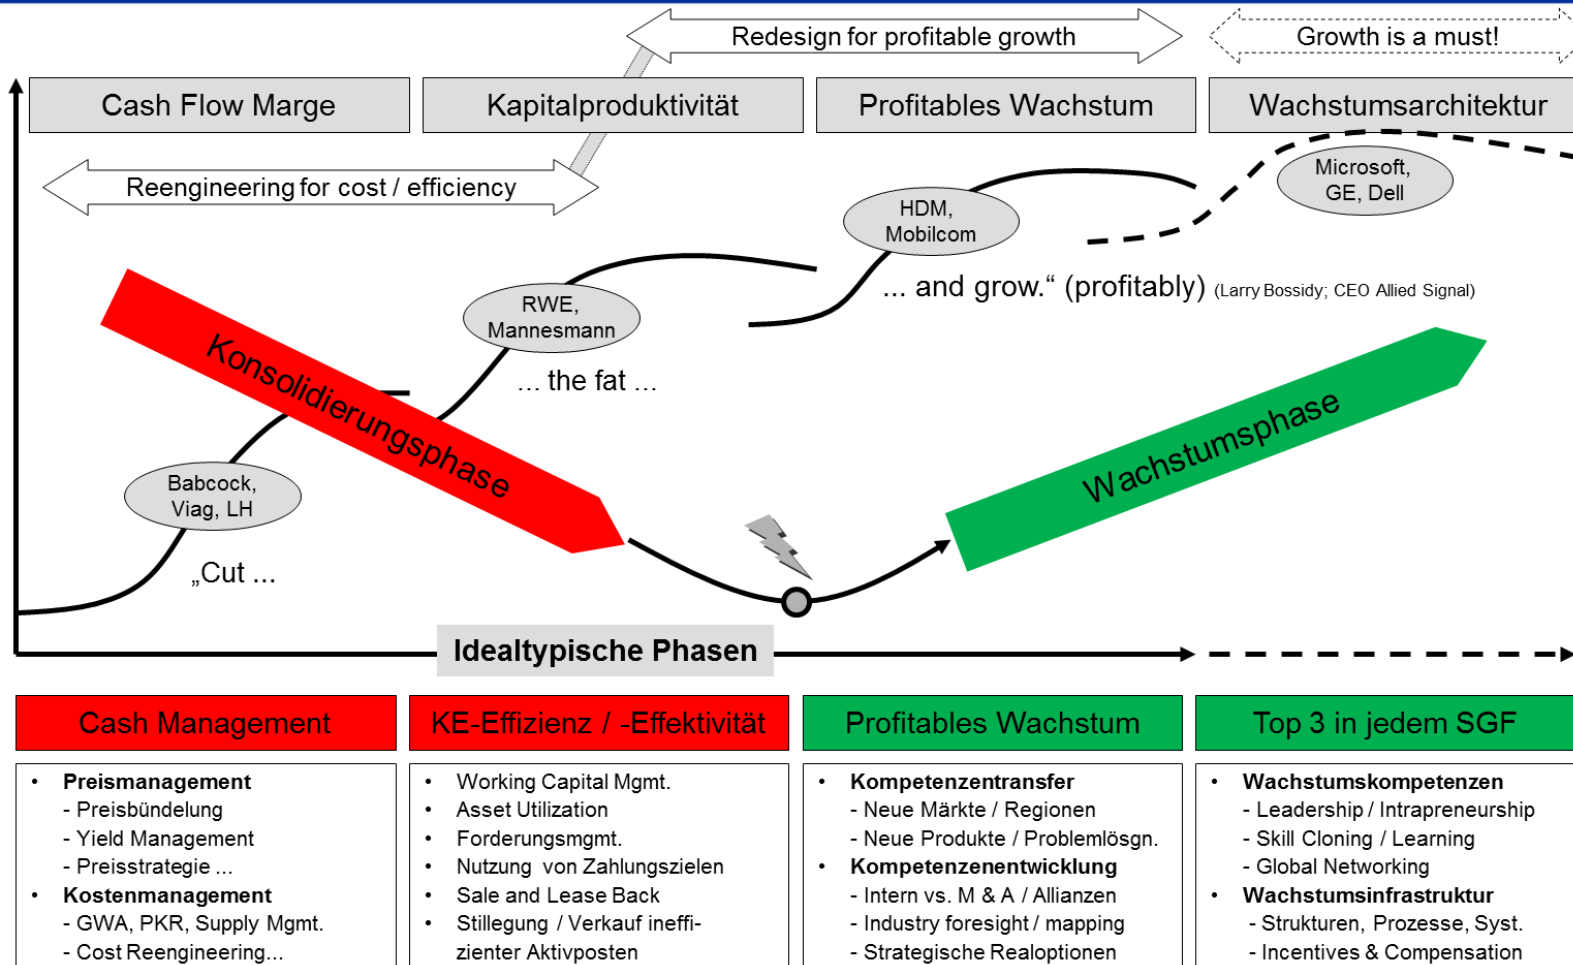 Redesign for profitable growth
Growth is a must!
Cash Flow Marge
Kapitalproduktivität
Profitables Wachstum
Wachstumsarchitektur
Reengineering for cost / efficiency
Microsoft,
GE, Dell
HDM,
Mobilcom
... and grow.“ (profitably) (Larry Bossidy; CEO Allied Signal)
RWE,
Mannesmann
... the fat ...
Konsolidierungsphase
Wachstumsphase
Babcock,
Viag, LH
„Cut ...
Idealtypische Phasen
Cash Management
• Preismanagement
- Preisbündelung
- Yield Management
- Preisstrategie ...
• Kostenmanagement
- GWA, PKR, Supply Mgmt.
- Cost Reengineering...
KE-Effizienz / -Effektivität
• Working Capital Mgmt.
• Asset Utilization
• Forderungsmgmt.
• Nutzung von Zahlungszielen
• Sale and Lease Back
• Stillegung / Verkauf ineffi-
zienter Aktivposten
Profitables Wachstum
• Kompetenzentransfer
- Neue Märkte / Regionen
- Neue Produkte / Problemlösgn.
• Kompetenzenentwicklung
- Intern vs. M & A / Allianzen
- Industry foresight / mapping
- Strategische Realoptionen
Top 3 in jedem SGF
• Wachstumskompetenzen
- Leadership / Intrapreneurship
- Skill Cloning / Learning
- Global Networking
• Wachstumsinfrastruktur
- Strukturen, Prozesse, Syst.
- Incentives & Compensation